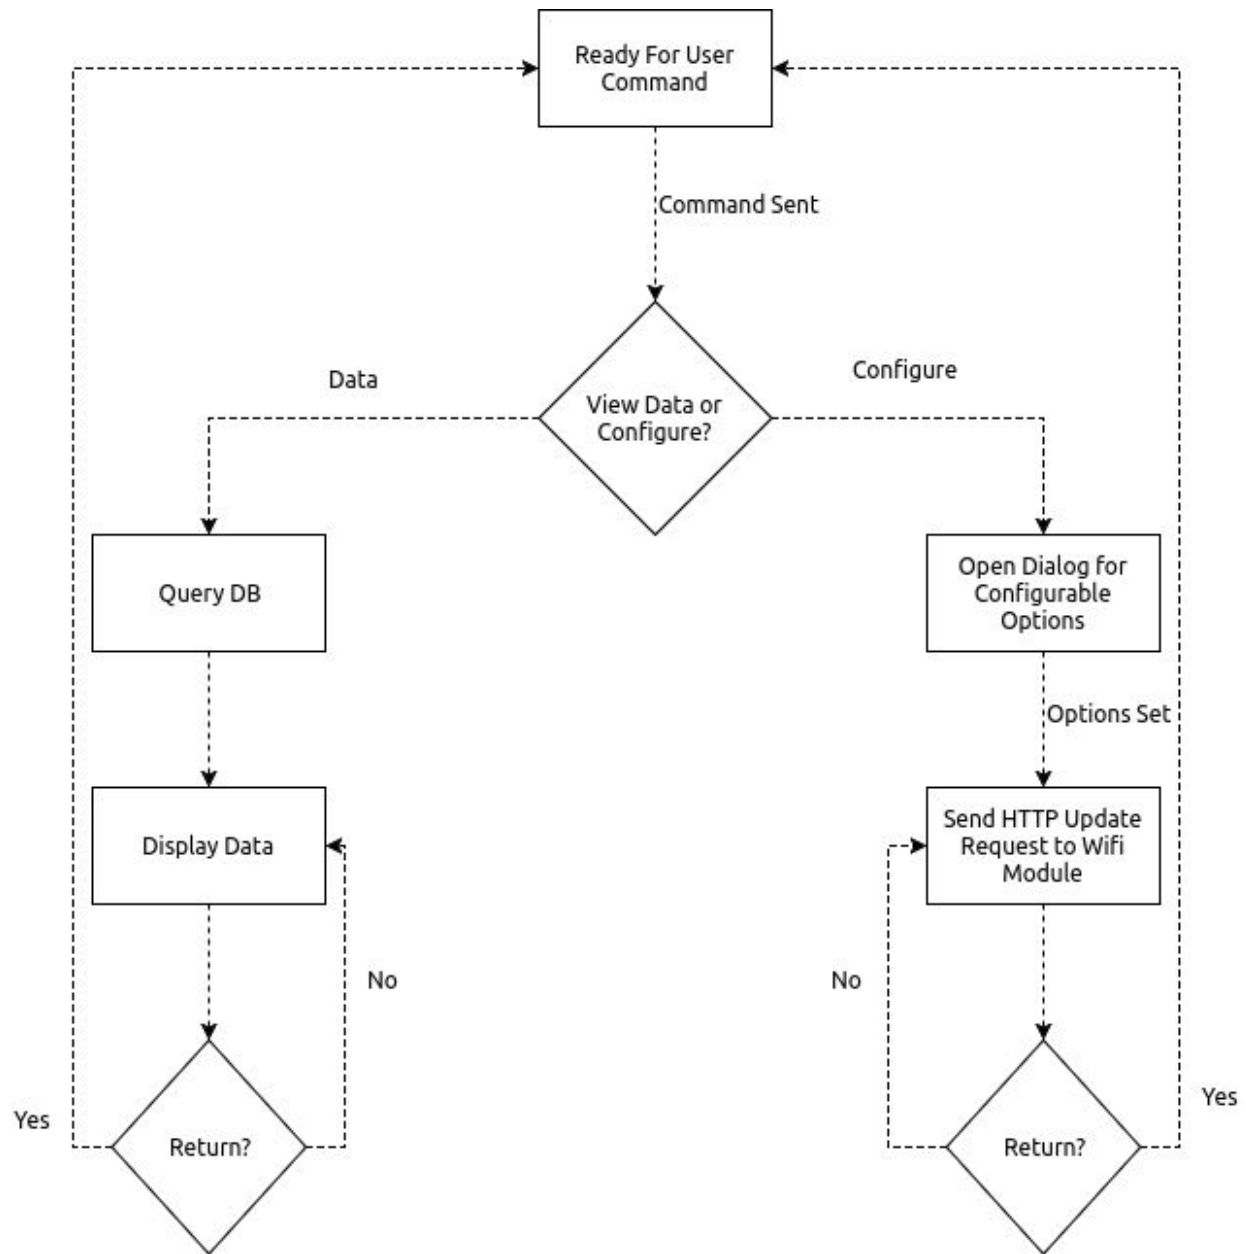 Ready For User
Command
Command Sent
Data
Configure
View Data or
Configure?
Query DB
Open Dialog for
Configurable
Options
Options Set
Display Data
Send HTTP Update
Request to Wifi
Module
No
No
Yes
Return?
Return?
Yes